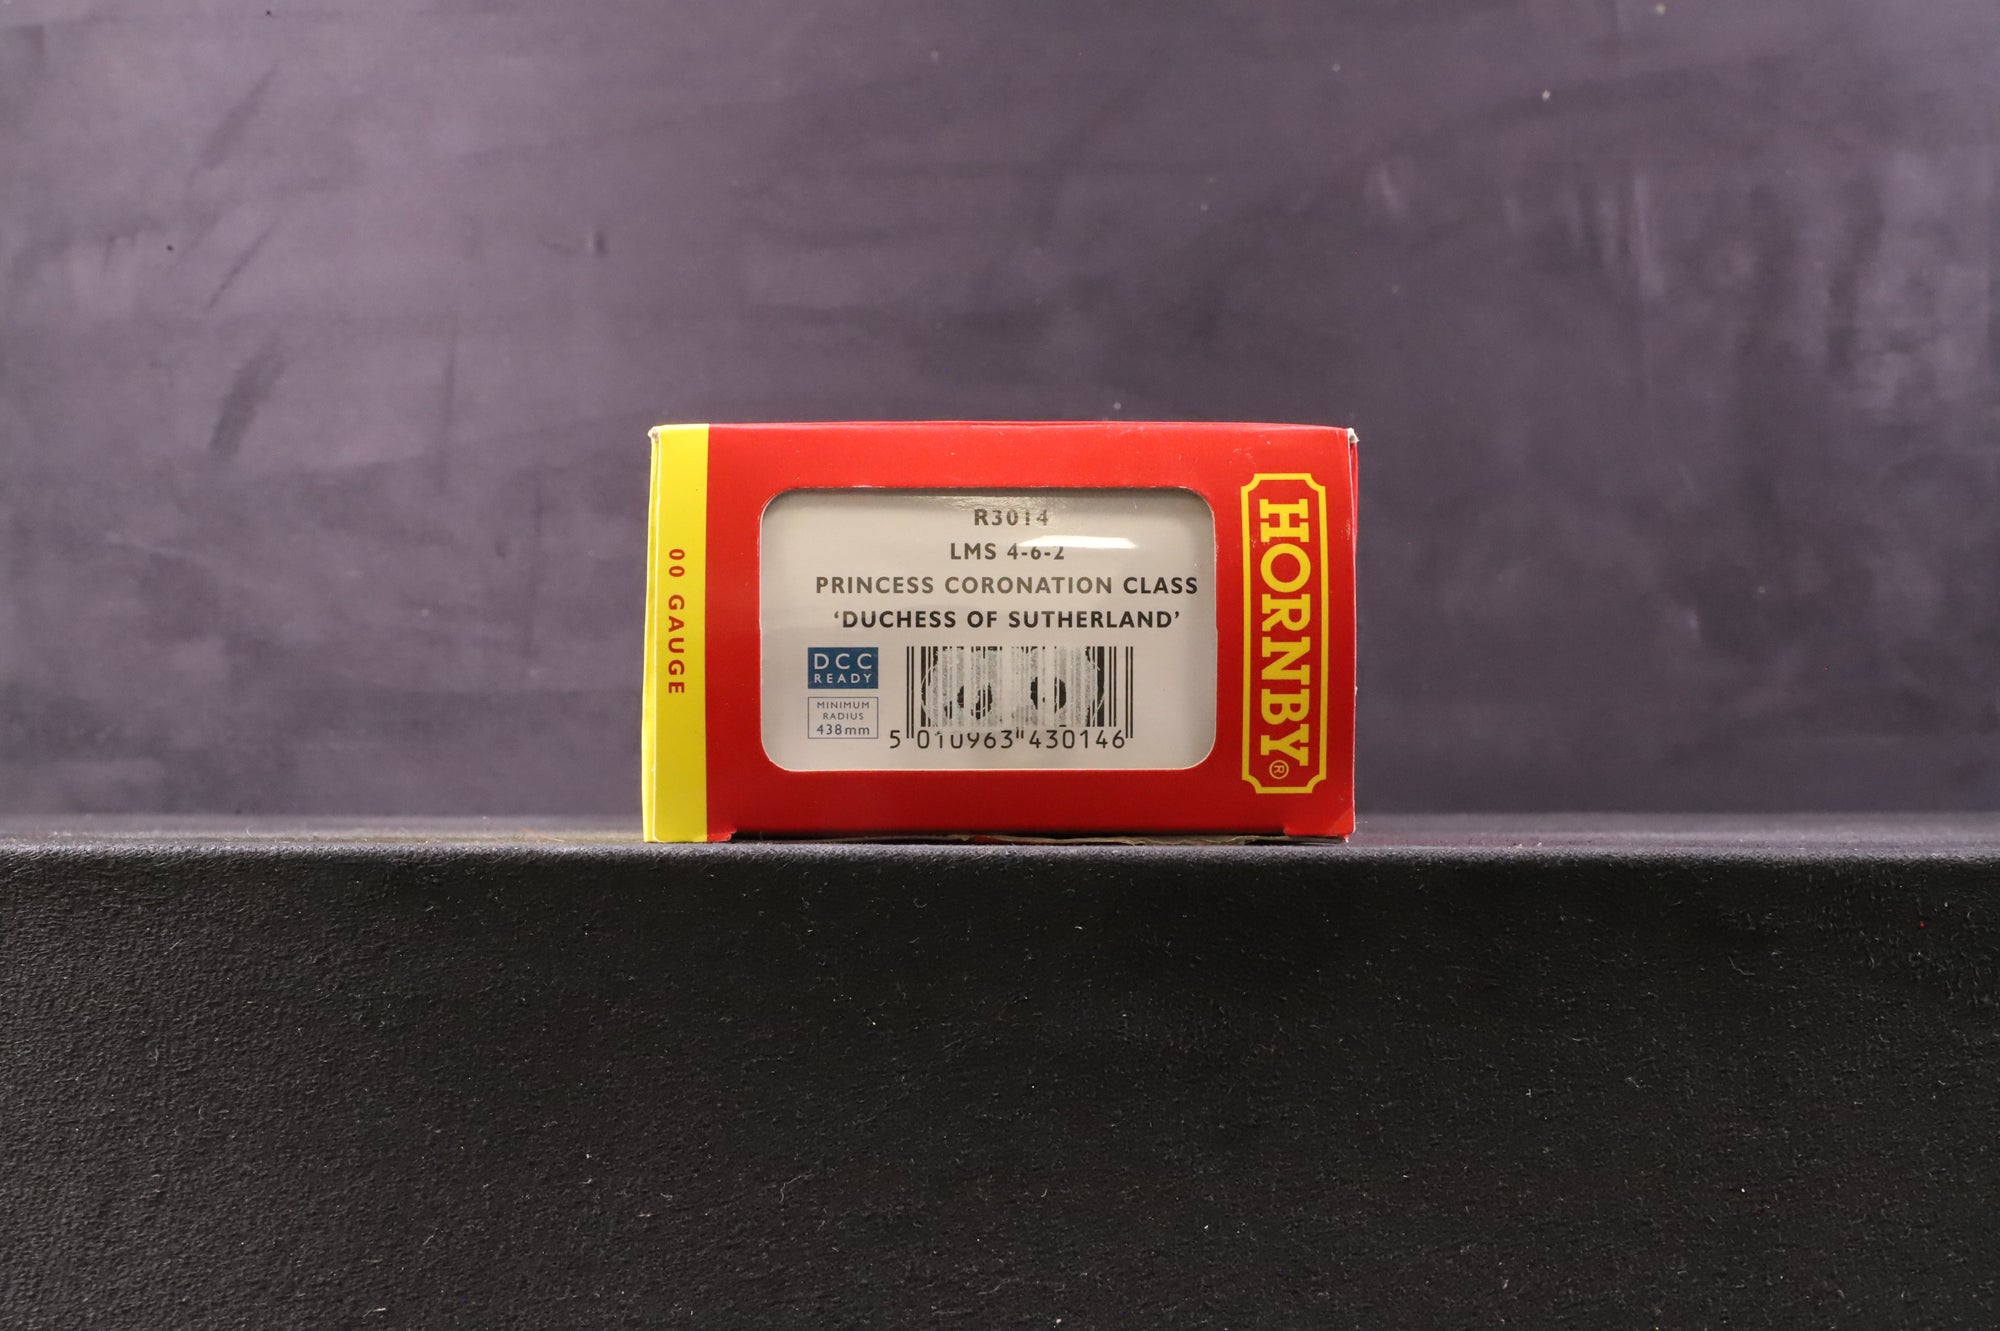 00 GAUGE
R3014
LMS 4-6-2
PRINCESS CORONATION CLASS
‘DUCHESS OF SUTHERLAND’
DCC
READY
MINIMUM
RADIUS
438mm
5 010963 430146
HORNBY®